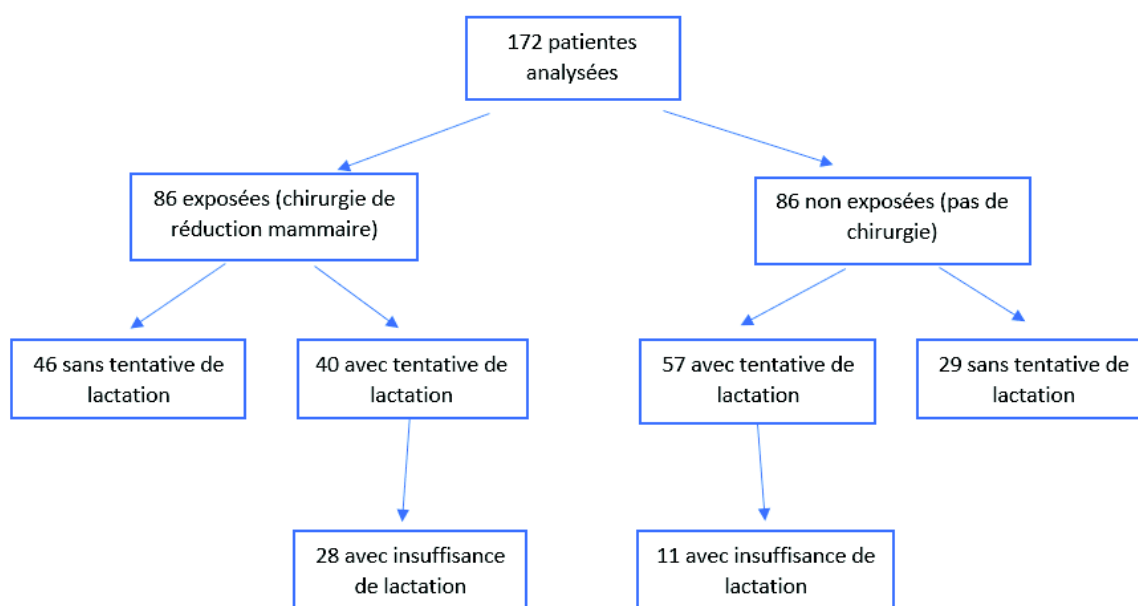 172 patientes
analysées
86 exposées (chirurgie de
réduction mammaire)
86 non exposées (pas de
chirurgie)
46 sans tentative de
lactation
40 avec tentative de
lactation
57 avec tentative de
lactation
29 sans tentative de
lactation
28 avec insuffisance
de lactation
11 avec insuffisance de
lactation